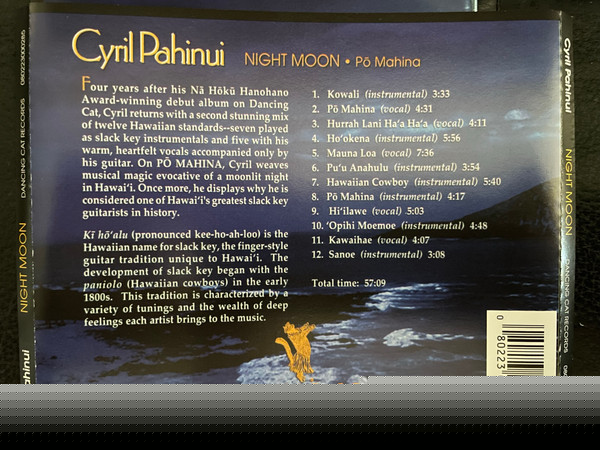 Cyril Pahinui NIGHT MOON • Pō Mahina
Four years after his Nā Hōkū Hanohano
Award-winning debut album on Dancing
Cat, Cyril returns with a second stunning mix
of twelve Hawaiian standards--seven played
as slack key instrumentals and five with his
warm, heartfelt vocals accompanied only by
his guitar. On PŌ MAHINA, Cyril weaves
musical magic evocative of a moonlit night
in Hawai'i. Once more, he displays why he is
considered one of Hawai'i's greatest slack key
guitarists in history.
Kī hō'alu (pronounced kee-ho-ah-loo) is the
Hawaiian name for slack key, the finger-style
guitar tradition unique to Hawai'i. The
development of slack key began with the
paniolo (Hawaiian cowboys) in the early
1800s. This tradition is characterized by a
variety of tunings and the wealth of deep
feelings each artist brings to the music.
1. Kowali (instrumental) 3:33
2. Pō Mahina (vocal) 4:31
3. Hurrah Lani Ha'a Ha'a (vocal) 4:11
4. Ho'okena (instrumental) 5:56
5. Mauna Loa (vocal) 7:36
6. Pu'u Anahulu (instrumental) 3:54
7. Hawaiian Cowboy (instrumental) 5:40
8. Pō Mahina (instrumental) 4:17
9. Hi'ilawe (vocal) 5:03
10. 'Opihi Moemoe (instrumental) 4:48
11. Kawaihae (vocal) 4:07
12. Sanoe (instrumental) 3:08
Total time: 57:09
0 80223
NIGHT MOON DANCING CAT RECORDS
Cyril Pahinui NIGHT MOON DANCING CAT RECORDS